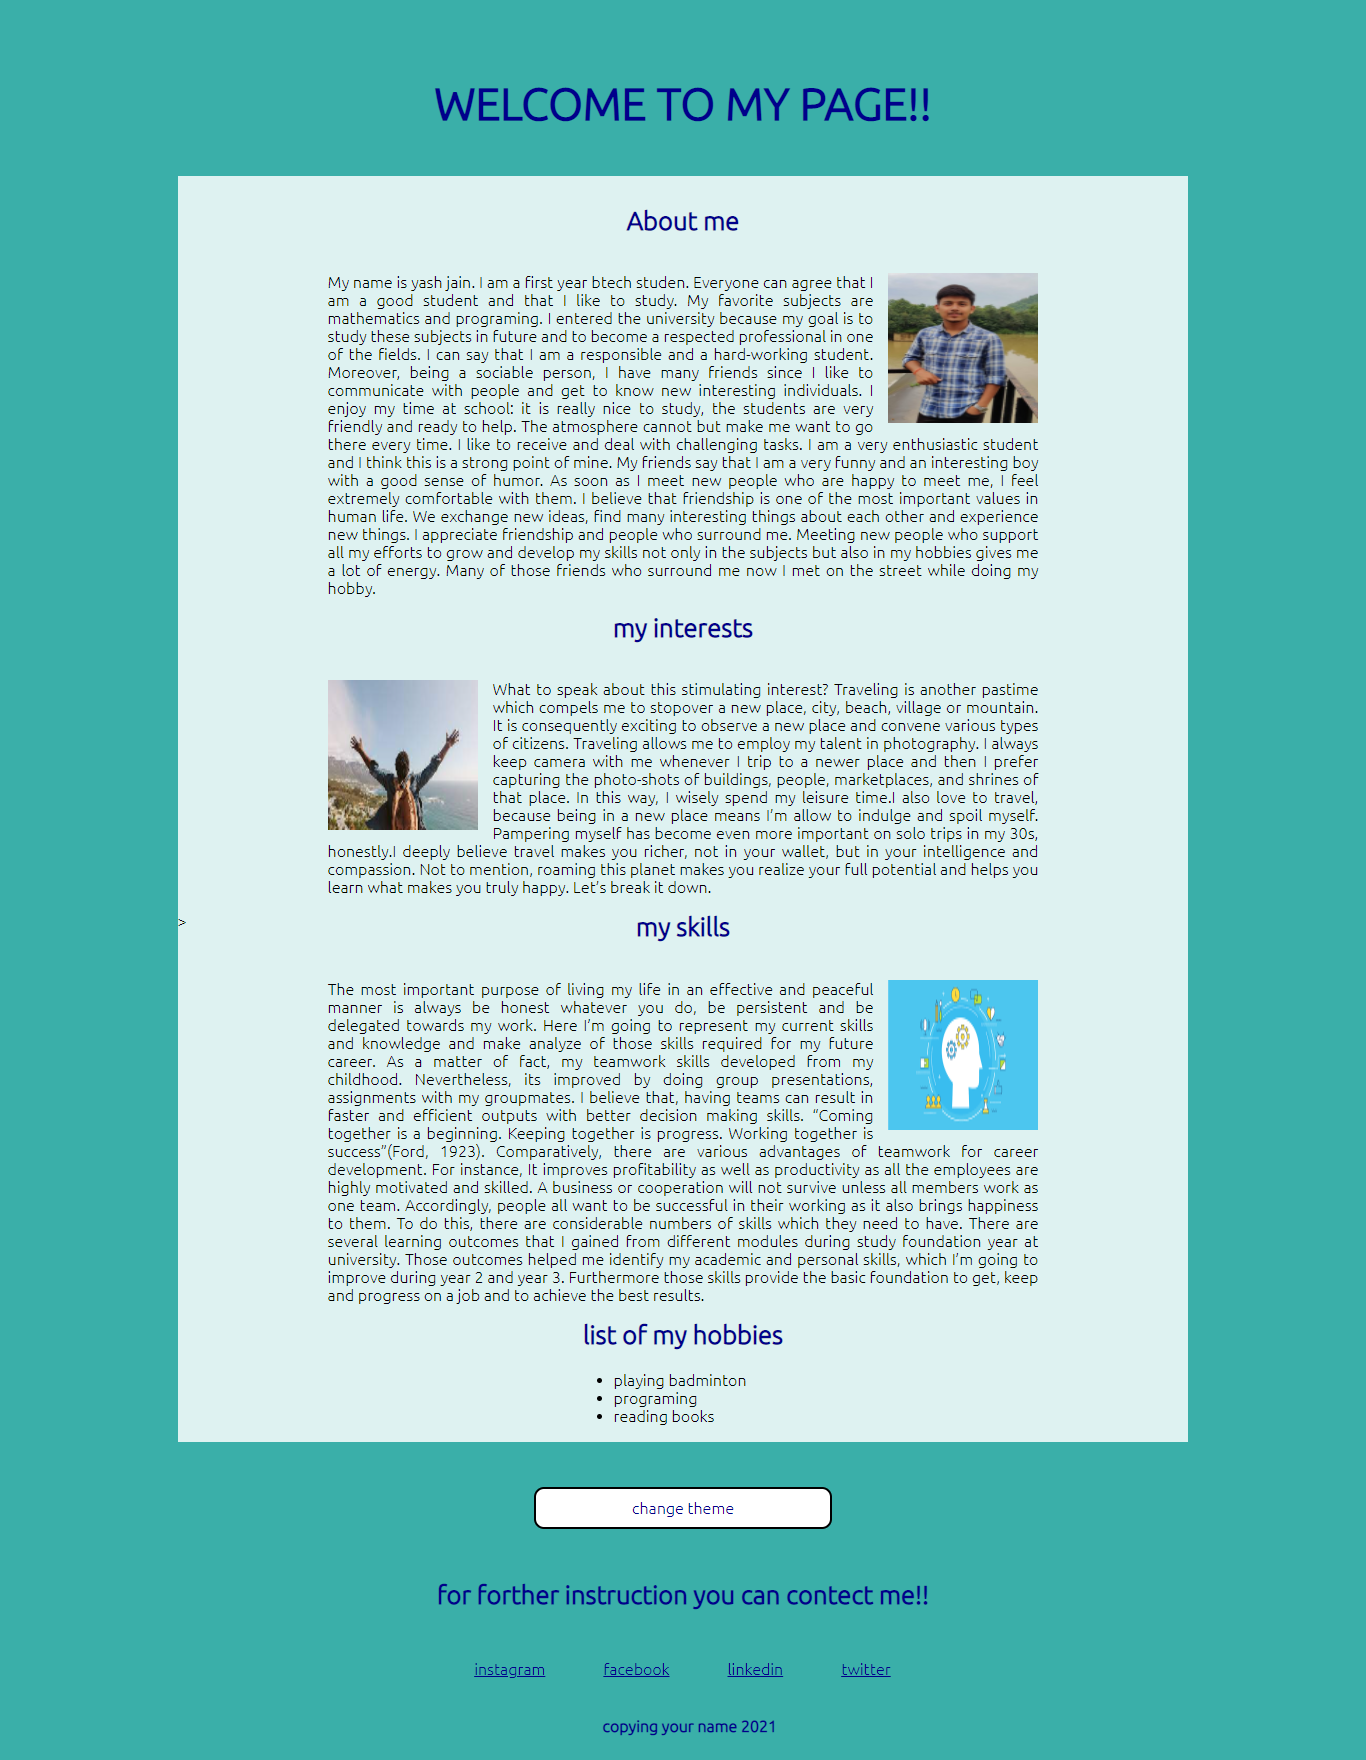 WELCOME TO MY PAGE!!
About me
My name is yash jain. I am a first year btech studen. Everyone can agree that I
am a good student and that I like to study. My favorite subjects are
mathematics and programing. I entered the university because my goal is to
study these subjects in future and to become a respected professional in one
of the fields. I can say that I am a responsible and a hard-working student.
Moreover, being a sociable person, I have many friends since I like to
communicate with people and get to know new interesting individuals. I
enjoy my time at school: it is really nice to study, the students are very
friendly and ready to help. The atmosphere cannot but make me want to go
there every time. I like to receive and deal with challenging tasks. I am a very enthusiastic student
and I think this is a strong point of mine. My friends say that I am a very funny and an interesting boy
with a good sense of humor. As soon as I meet new people who are happy to meet me, I feel
extremely comfortable with them. I believe that friendship is one of the most important values in
human life. We exchange new ideas, find many interesting things about each other and experience
new things. I appreciate friendship and people who surround me. Meeting new people who support
all my efforts to grow and develop my skills not only in the subjects but also in my hobbies gives me
a lot of energy. Many of those friends who surround me now I met on the street while doing my
hobby.
my interests
What to speak about this stimulating interest? Traveling is another pastime
which compels me to stopover a new place, city, beach, village or mountain.
It is consequently exciting to observe a new place and convene various types
of citizens. Traveling allows me to employ my talent in photography. I always
keep camera with me whenever I trip to a newer place and then I prefer
capturing the photo-shots of buildings, people, marketplaces, and shrines of
that place. In this way, I wisely spend my leisure time.I also love to travel,
because being in a new place means I’m allow to indulge and spoil myself.
Pampering myself has become even more important on solo trips in my 30s,
honestly.I deeply believe travel makes you richer, not in your wallet, but in your intelligence and
compassion. Not to mention, roaming this planet makes you realize your full potential and helps you
learn what makes you truly happy. Let’s break it down.
>
my skills
The most important purpose of living my life in an effective and peaceful
manner is always be honest whatever you do, be persistent and be
delegated towards my work. Here I’m going to represent my current skills
and knowledge and make analyze of those skills required for my future
career. As a matter of fact, my teamwork skills developed from my
childhood. Nevertheless, its improved by doing group presentations,
assignments with my groupmates. I believe that, having teams can result in
faster and efficient outputs with better decision making skills. “Coming
together is a beginning. Keeping together is progress. Working together is
success”(Ford, 1923). Comparatively, there are various advantages of teamwork for career
development. For instance, It improves profitability as well as productivity as all the employees are
highly motivated and skilled. A business or cooperation will not survive unless all members work as
one team. Accordingly, people all want to be successful in their working as it also brings happiness
to them. To do this, there are considerable numbers of skills which they need to have. There are
several learning outcomes that I gained from different modules during study foundation year at
university. Those outcomes helped me identify my academic and personal skills, which I’m going to
improve during year 2 and year 3. Furthermore those skills provide the basic foundation to get, keep
and progress on a job and to achieve the best results.
list of my hobbies
• playing badminton
• programing
• reading books
change theme
for forther instruction you can contect me!!
instagram facebook linkedin twitter
copying your name 2021